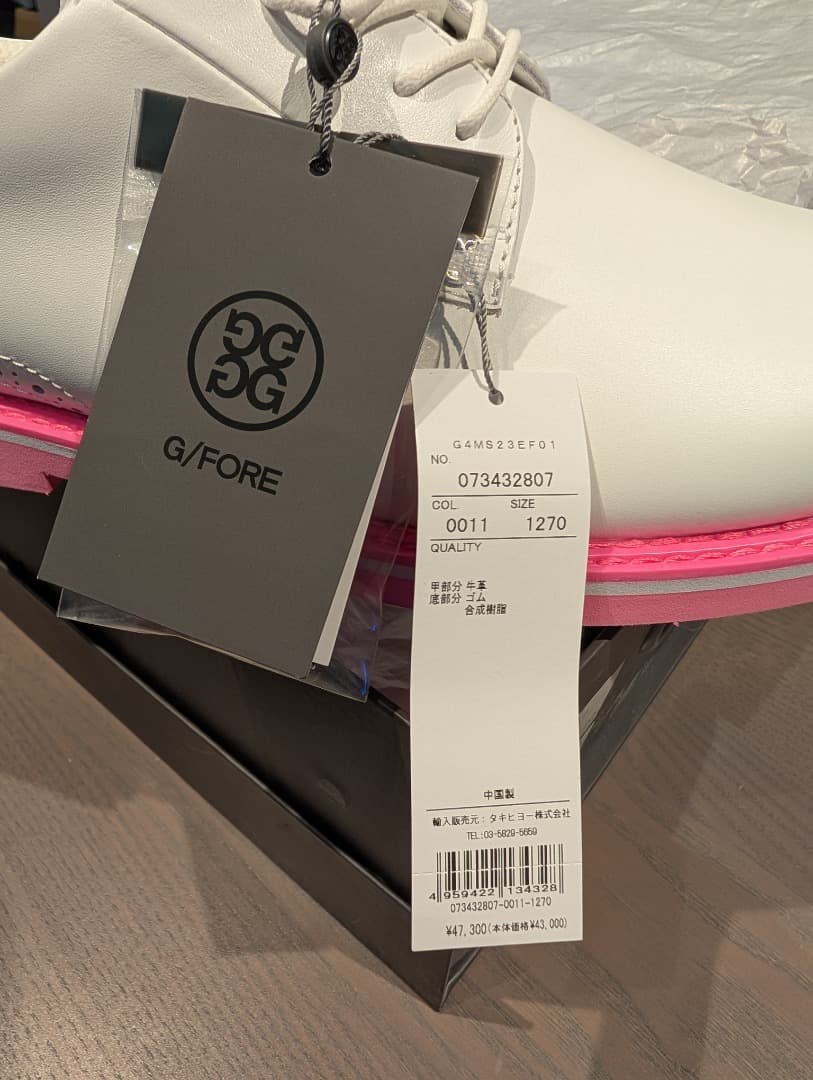 G/FORE
G4MS23EF01
NO.
073432807
COL. SIZE
0011 1270
QUALITY
甲部分 牛革
底部分 ゴム
合成樹脂
中国製
輸入販売元：タキヒヨー株式会社
TEL:03-5829-5659
4 959422 134328
073432807-0011-1270
¥47,300(本体価格¥43,000)